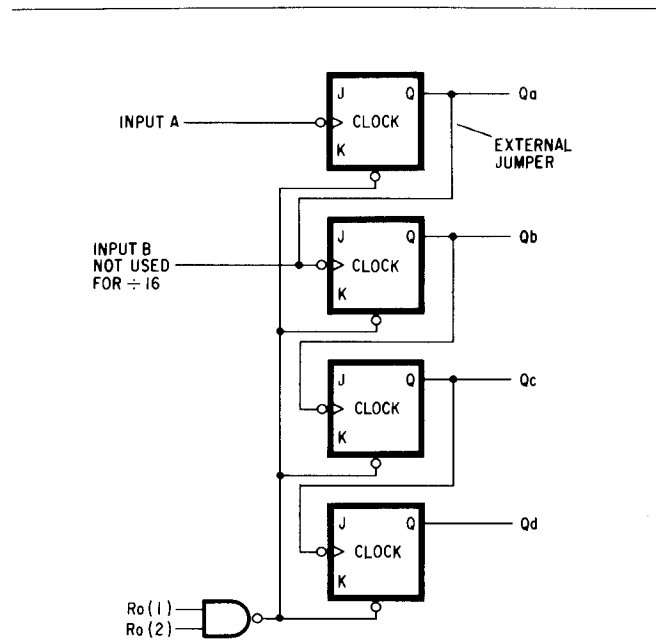 J Q Qa
INPUT A CLOCK
K
EXTERNAL
JUMPER
J Q Qb
INPUT B
NOT USED
FOR ÷ 16
CLOCK
K
J Q Qc
CLOCK
K
J Q Qd
CLOCK
K
Ro(1)
Ro(2)